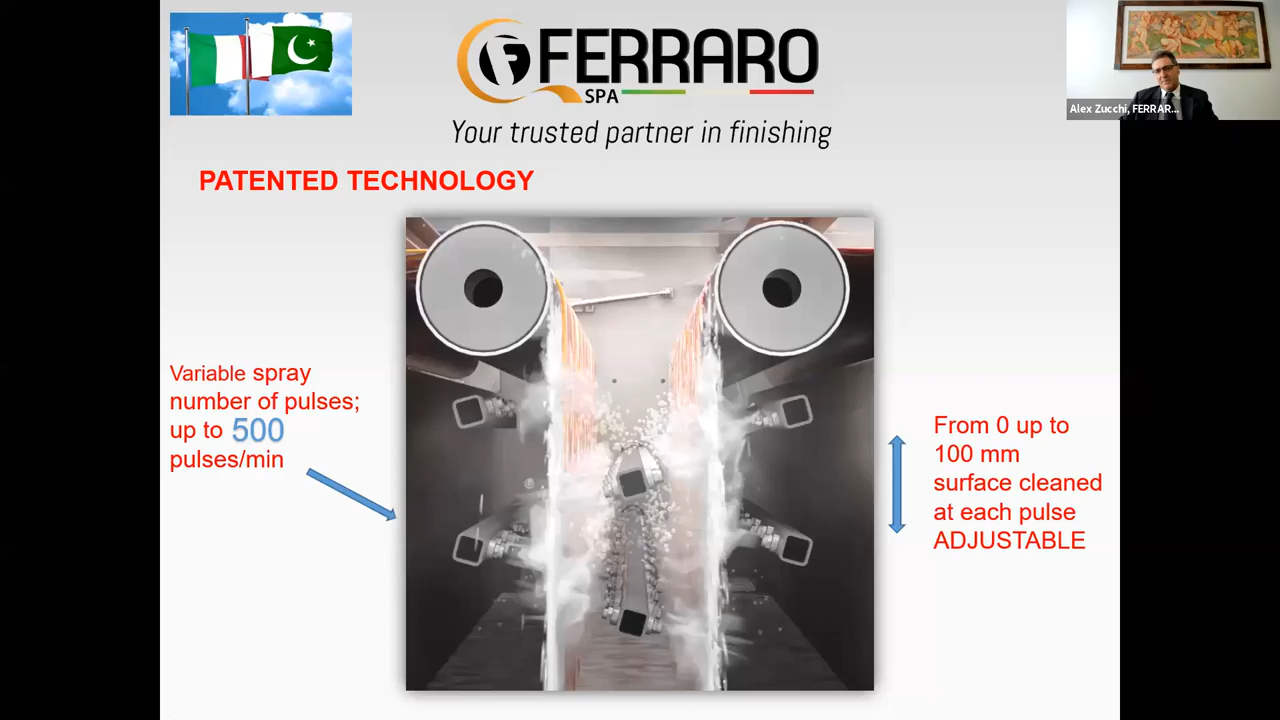 FERRARO
SPA
Your trusted partner in finishing
Alex Zucchi, FERRAR...
PATENTED TECHNOLOGY
Variable spray
number of pulses;
up to 500
pulses/min
From 0 up to
100 mm
surface cleaned
at each pulse
ADJUSTABLE